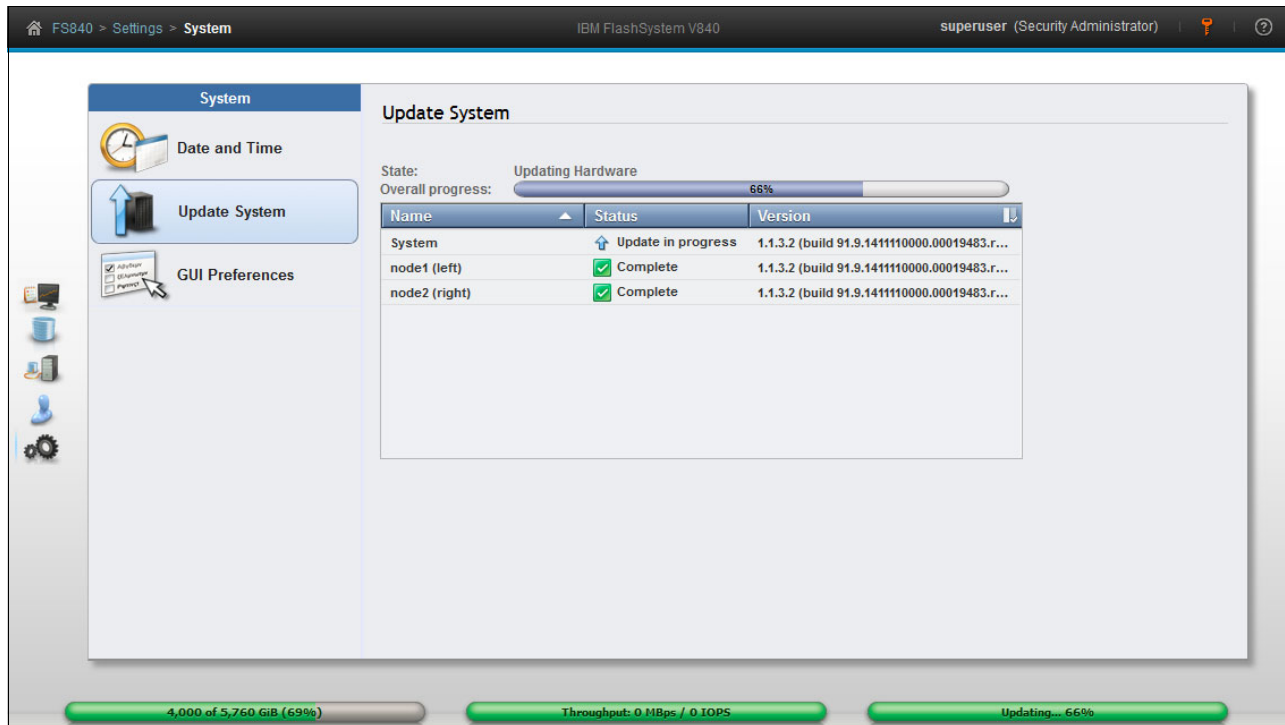 FS840 > Settings > System
IBM FlashSystem V840
superuser (Security Administrator)
System
Date and Time
Update System
GUI Preferences
Update System
State: Updating Hardware
Overall progress: 66%
Name Status Version
System Update in progress 1.1.3.2 (build 91.9.1411110000.00019483.r...
node1 (left) Complete 1.1.3.2 (build 91.9.1411110000.00019483.r...
node2 (right) Complete 1.1.3.2 (build 91.9.1411110000.00019483.r...
4,000 of 5,760 GiB (69%)
Throughput: 0 MBps / 0 IOPS
Updating... 66%